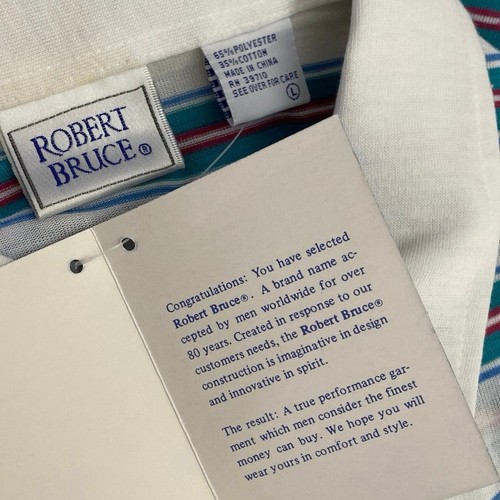 65% POLYESTER
35% COTTON
MADE IN CHINA
RN 39710
SEE OVER FOR CARE
L
ROBERT
BRUCE®
Congratulations: You have selected
Robert Bruce®. A brand name ac-
cepted by men worldwide for over
80 years. Created in response to our
customers needs, the Robert Bruce®
construction is imaginative in design
and innovative in spirit.
The result: A true performance gar-
ment which men consider the finest
money can buy. We hope you will
wear yours in comfort and style.